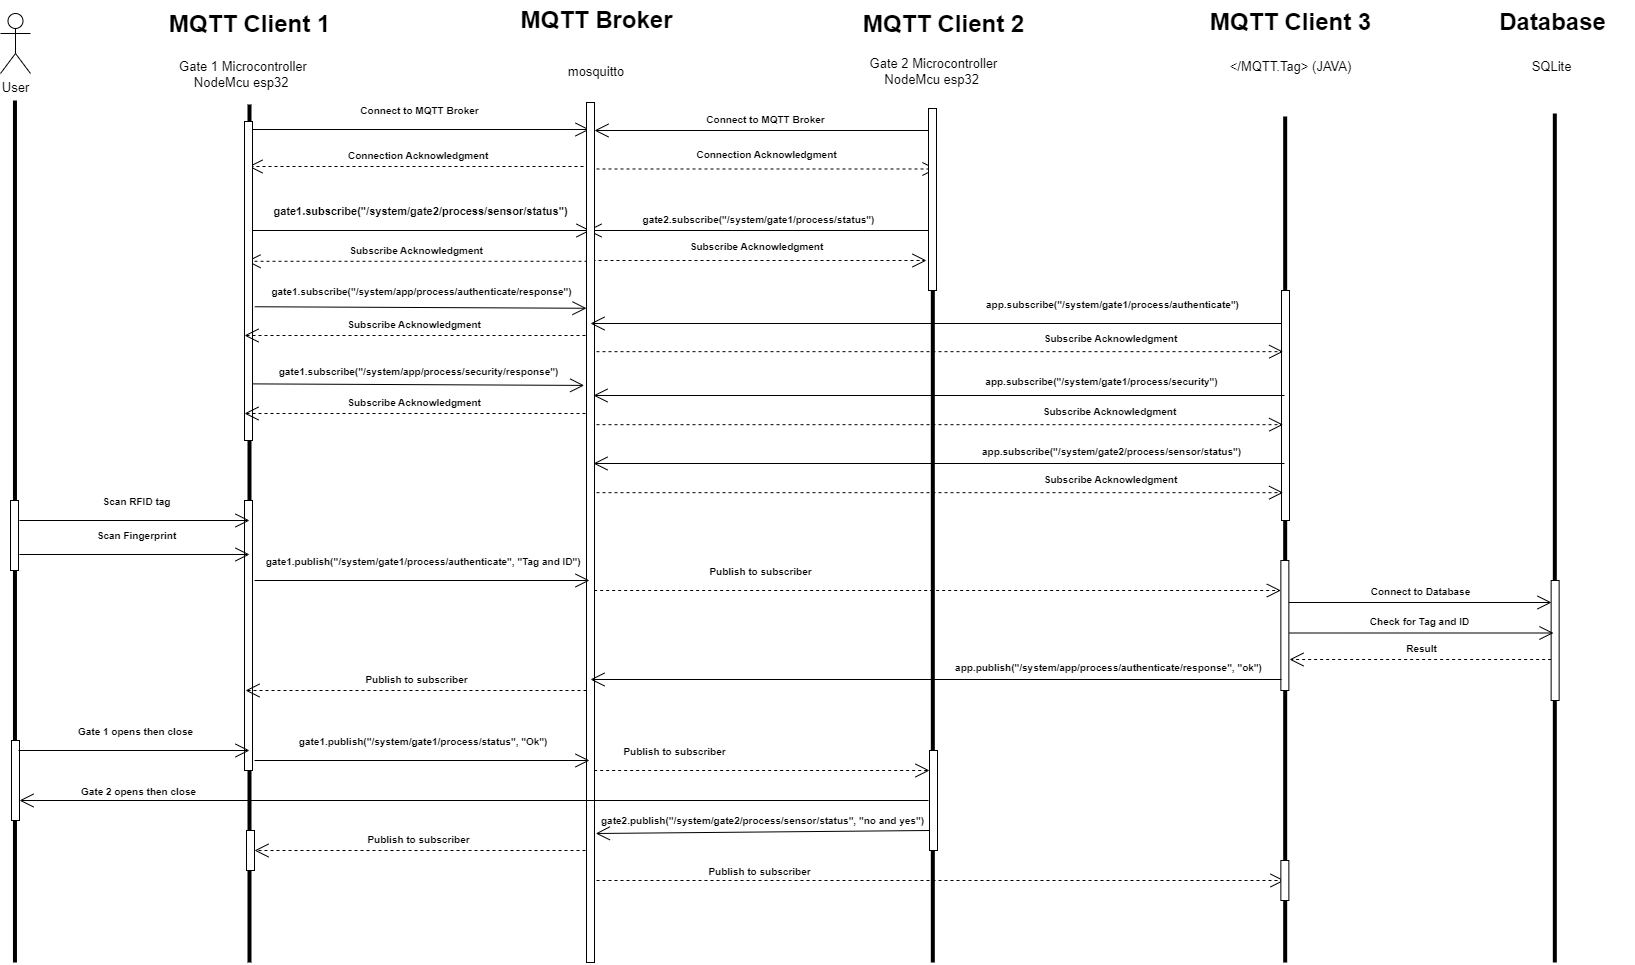 MQTT Client 1
MQTT Broker
MQTT Client 2
MQTT Client 3
Database
Gate 1 Microcontroller
NodeMcu esp32
mosquitto
Gate 2 Microcontroller
NodeMcu esp32
</MQTT.Tag> (JAVA)
SQLite
User
Connect to MQTT Broker
Connect to MQTT Broker
Connection Acknowledgment
Connection Acknowledgment
gate1.subscribe("/system/gate2/process/sensor/status")
gate2.subscribe("/system/gate1/process/status")
Subscribe Acknowledgment
Subscribe Acknowledgment
gate1.subscribe("/system/app/process/authenticate/response")
app.subscribe("/system/gate1/process/authenticate")
Subscribe Acknowledgment
Subscribe Acknowledgment
gate1.subscribe("/system/app/process/security/response")
app.subscribe("/system/gate1/process/security")
Subscribe Acknowledgment
Subscribe Acknowledgment
app.subscribe("/system/gate2/process/sensor/status")
Subscribe Acknowledgment
Scan RFID tag
Scan Fingerprint
gate1.publish("/system/gate1/process/authenticate", "Tag and ID")
Publish to subscriber
Connect to Database
Check for Tag and ID
Result
app.publish("/system/app/process/authenticate/response", "ok")
Publish to subscriber
Gate 1 opens then close
gate1.publish("/system/gate1/process/status", "Ok")
Publish to subscriber
Gate 2 opens then close
gate2.publish("/system/gate2/process/sensor/status", "no and yes")
Publish to subscriber
Publish to subscriber